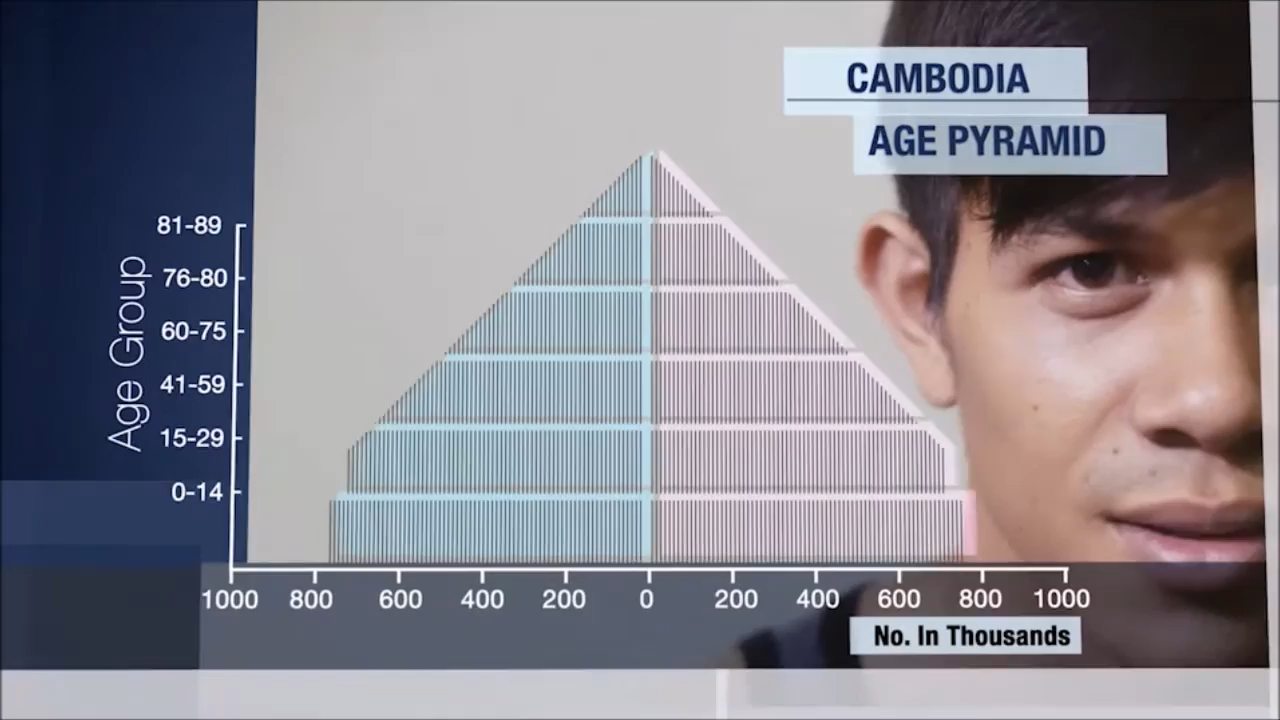 CAMBODIA
AGE PYRAMID
Age Group
81-89
76-80
60-75
41-59
15-29
0-14
1000 800 600 400 200 0 200 400 600 800 1000
No. In Thousands